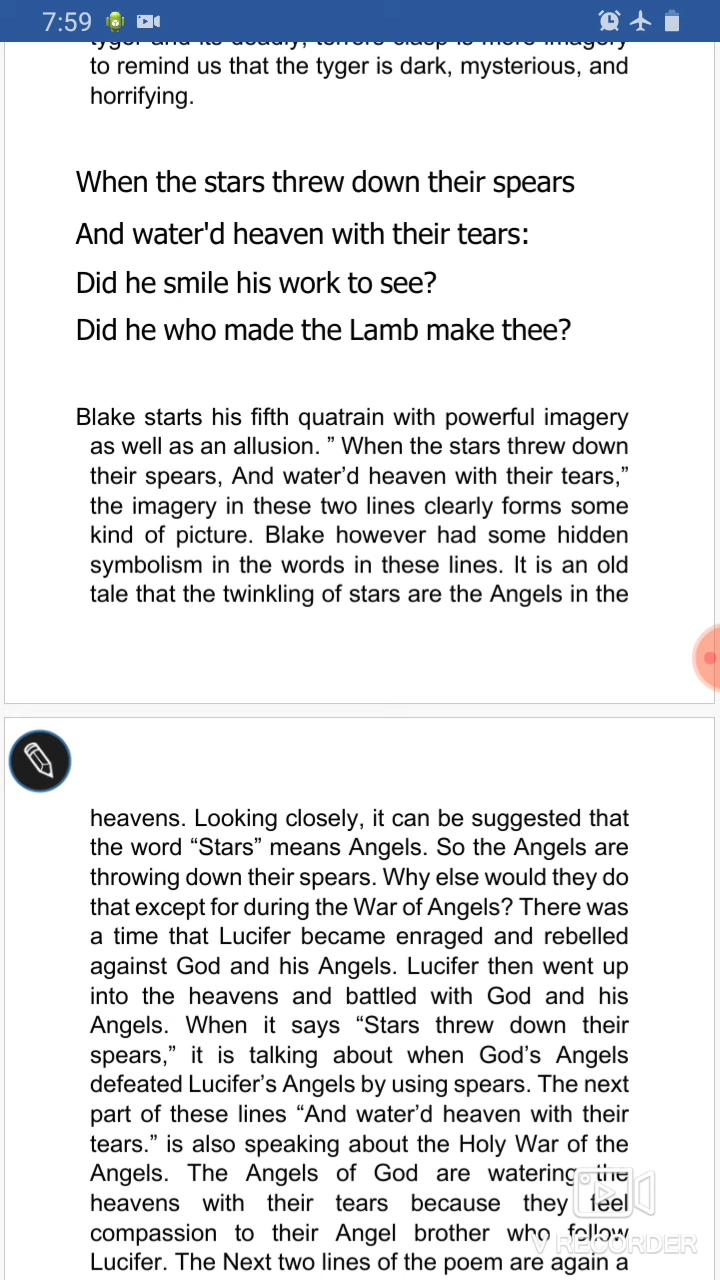 7:59
to remind us that the tyger is dark, mysterious, and
horrifying.
When the stars threw down their spears
And water'd heaven with their tears:
Did he smile his work to see?
Did he who made the Lamb make thee?
Blake starts his fifth quatrain with powerful imagery
as well as an allusion. ” When the stars threw down
their spears, And water’d heaven with their tears,”
the imagery in these two lines clearly forms some
kind of picture. Blake however had some hidden
symbolism in the words in these lines. It is an old
tale that the twinkling of stars are the Angels in the
heavens. Looking closely, it can be suggested that
the word “Stars” means Angels. So the Angels are
throwing down their spears. Why else would they do
that except for during the War of Angels? There was
a time that Lucifer became enraged and rebelled
against God and his Angels. Lucifer then went up
into the heavens and battled with God and his
Angels. When it says “Stars threw down their
spears,” it is talking about when God’s Angels
defeated Lucifer’s Angels by using spears. The next
part of these lines “And water’d heaven with their
tears.” is also speaking about the Holy War of the
Angels. The Angels of God are watering the
heavens with their tears because they feel
compassion to their Angel brother who follow
Lucifer. The Next two lines of the poem are again a
V RECORDER